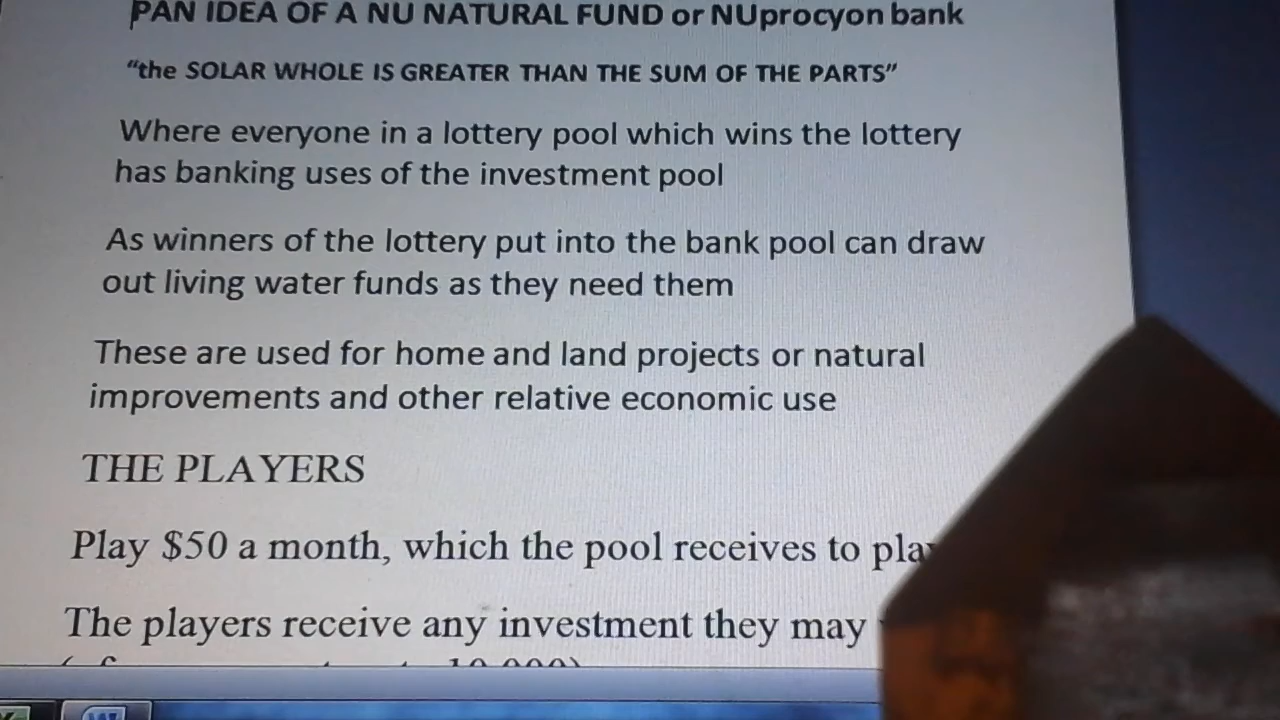 PAN IDEA OF A NU NATURAL FUND or NUprocyon bank
“the SOLAR WHOLE IS GREATER THAN THE SUM OF THE PARTS”
Where everyone in a lottery pool which wins the lottery
has banking uses of the investment pool
As winners of the lottery put into the bank pool can draw
out living water funds as they need them
These are used for home and land projects or natural
improvements and other relative economic use
THE PLAYERS
Play $50 a month, which the pool receives to
The players receive any investment they may